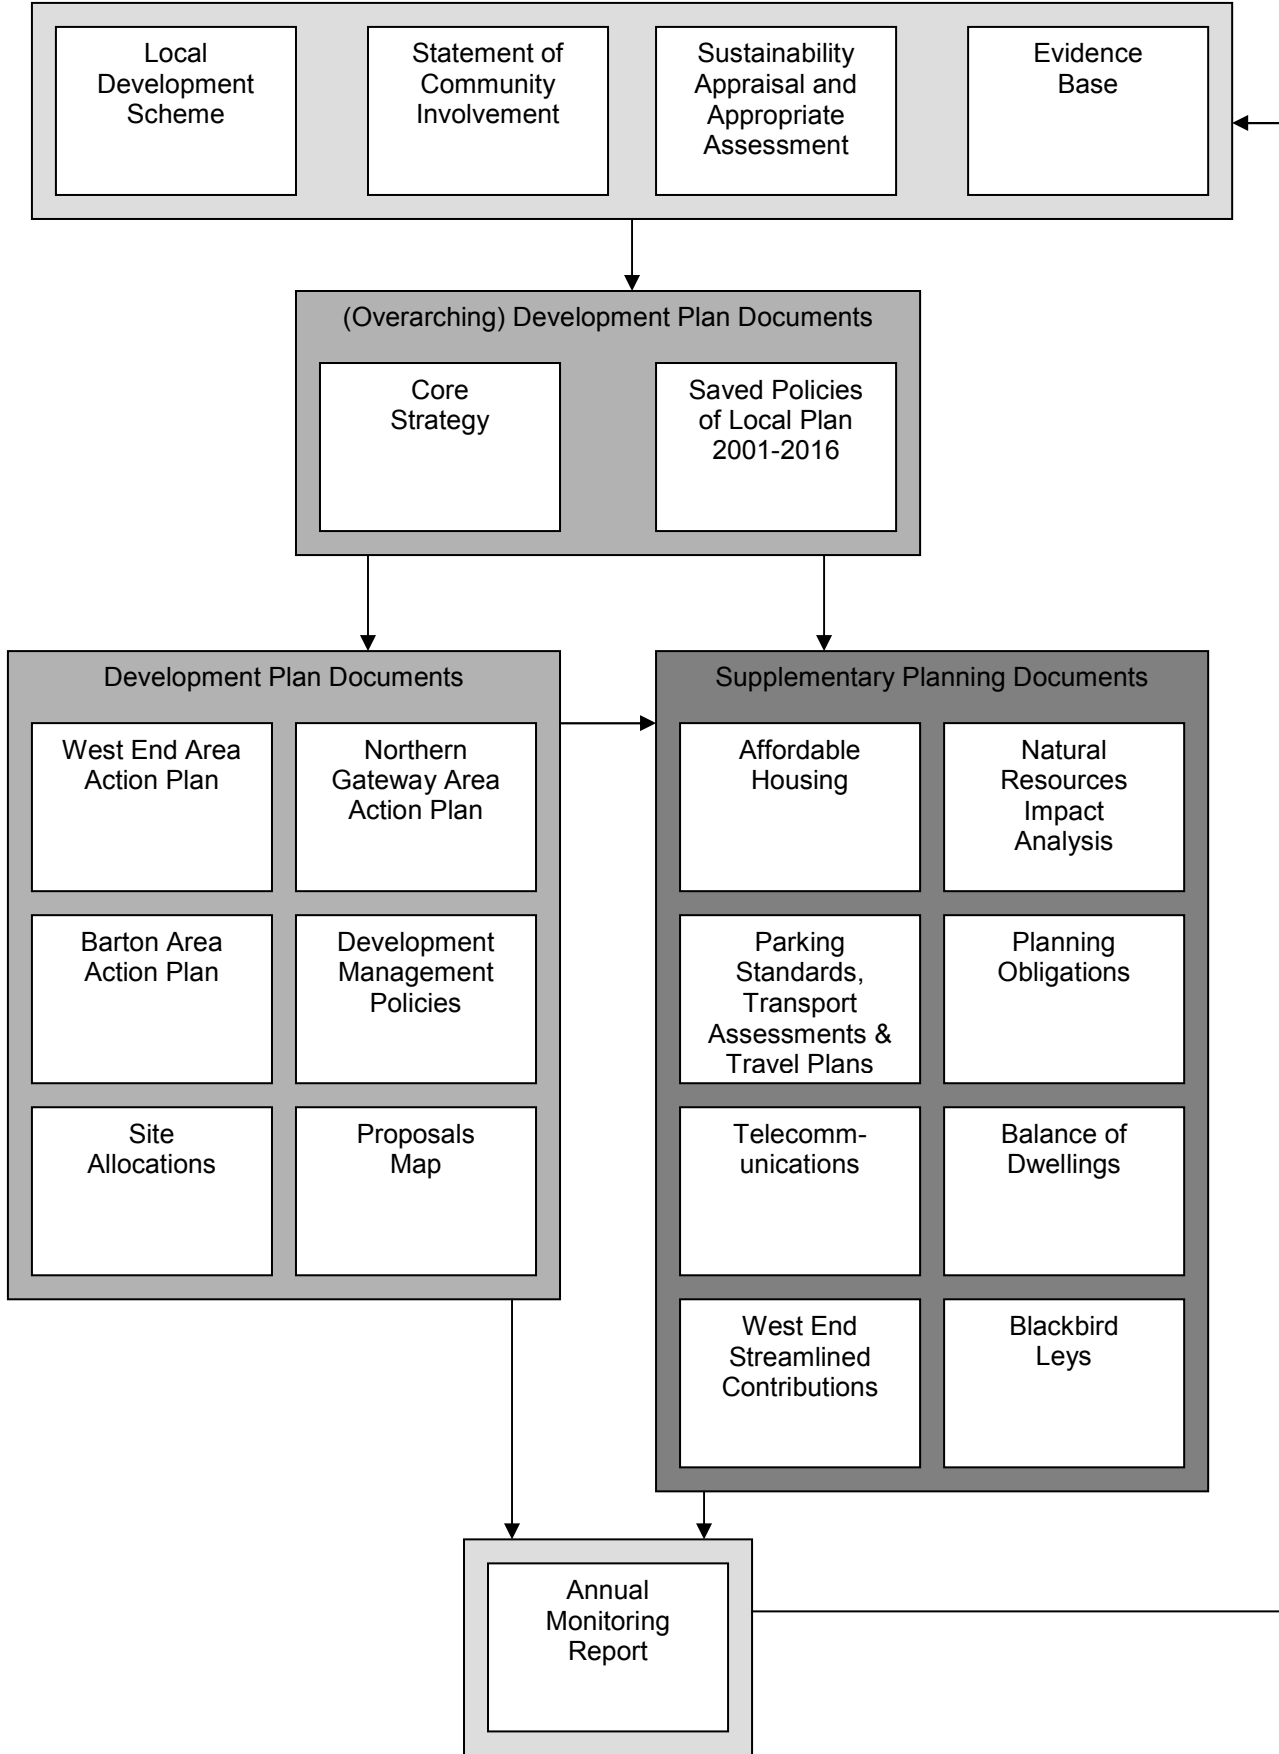 Local
Development
Scheme
Statement of
Community
Involvement
Sustainability
Appraisal and
Appropriate
Assessment
Evidence
Base
(Overarching) Development Plan Documents
Core
Strategy
Saved Policies
of Local Plan
2001-2016
Development Plan Documents
West End Area
Action Plan
Northern
Gateway Area
Action Plan
Barton Area
Action Plan
Development
Management
Policies
Site
Allocations
Proposals
Map
Supplementary Planning Documents
Affordable
Housing
Natural
Resources
Impact
Analysis
Parking
Standards,
Transport
Assessments &
Travel Plans
Planning
Obligations
Telecomm-
unications
Balance of
Dwellings
West End
Streamlined
Contributions
Blackbird
Leys
Annual
Monitoring
Report